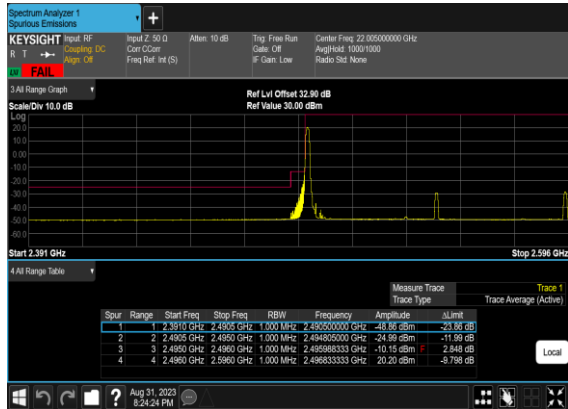 Spectrum Analyzer 1
Spurious Emissions
KEYSIGHT
R T
LW
FAIL
Input: RF
Coupling: DC
Align: Off
Input Z: 50 Ω
Corr CCorr
Freq Ref: Int (S)
Atten: 10 dB
Trig: Free Run
Gate: Off
IF Gain: Low
Center Freq: 22.005000000 GHz
Avg|Hold: 1000/1000
Radio Std: None
3 All Range Graph
Scale/Div 10.0 dB
Ref Lvl Offset 32.90 dB
Ref Value 30.00 dBm
Log
20.0
10.0
0.00
-10.0
-20.0
-30.0
-40.0
-50.0
-60.0
Start 2.391 GHz
Stop 2.596 GHz
4 All Range Table
Measure Trace Trace 1
Trace Type Trace Average (Active)
Spur Range Start Freq Stop Freq RBW Frequency Amplitude ΔLimit
1 1 2.3910 GHz 2.4905 GHz 1.000 MHz 2.490500000 GHz -48.86 dBm -23.86 dB
2 2 2.4905 GHz 2.4950 GHz 1.000 MHz 2.494805000 GHz -24.99 dBm -11.99 dB
3 3 2.4950 GHz 2.4960 GHz 1.000 MHz 2.495988333 GHz -10.15 dBm F 2.848 dB
4 4 2.4960 GHz 2.5960 GHz 1.000 MHz 2.496833333 GHz 20.20 dBm -9.798 dB
Local
?
Aug 31, 2023
8:24:24 PM